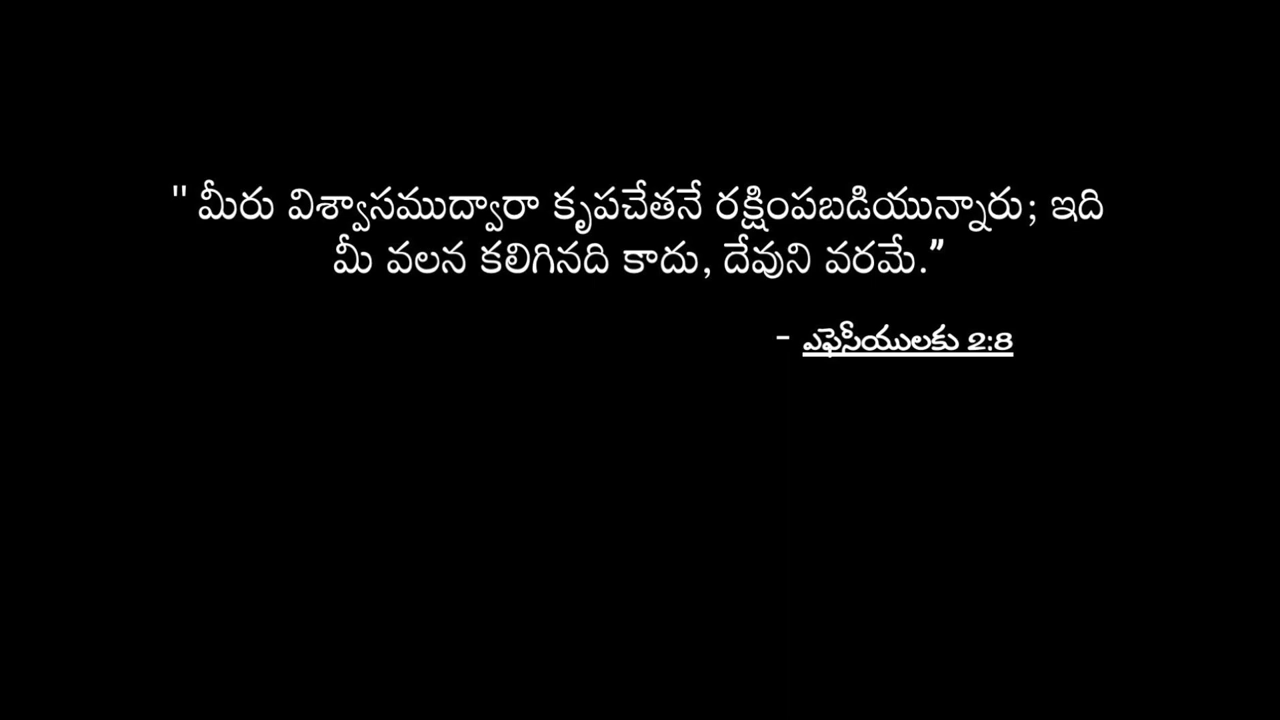 " మీరు విశ్వాసముద్వారా కృపచేతనే రక్షింపబడియున్నారు; ఇది
మీ వలన కలిగినది కాదు, దేవుని వరమే.”
- ఎఫెసీయులకు 2:8